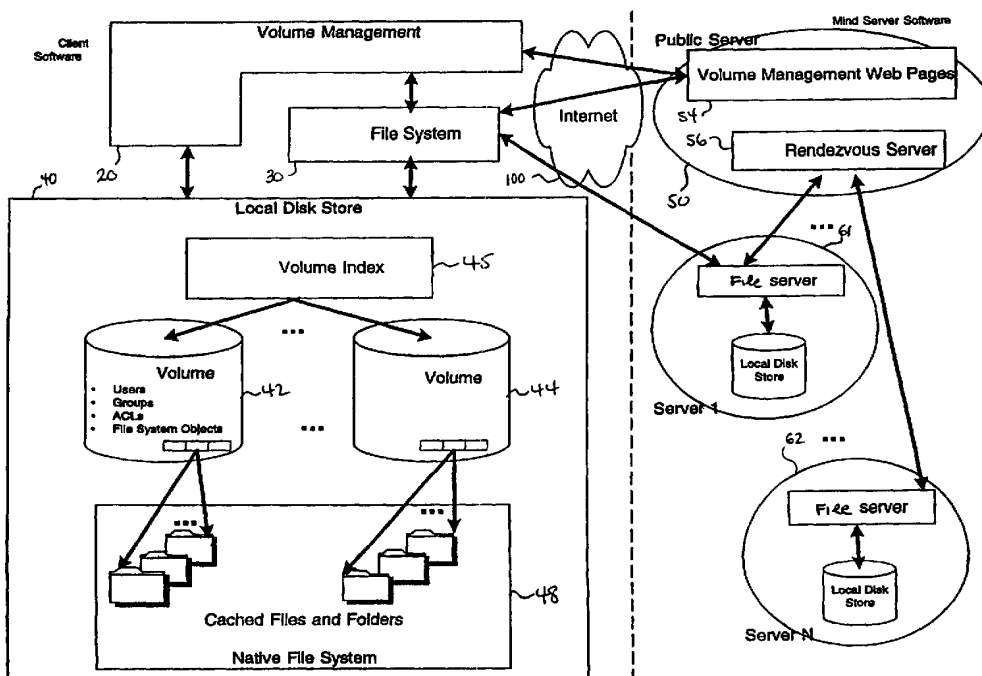 Client
Software
Volume Management
20
File System
30
Internet
100
Mind Server Software
Public Server
Volume Management Web Pages
54
56
Rendezvous Server
50
40
Local Disk Store
Volume Index
45
...
Volume
• Users
• Groups
• ACLs
• File System Objects
42
...
Volume
44
...
...
Cached Files and Folders
48
Native File System
...
61
File server
Local Disk
Store
Server 1
62
...
File server
Local Disk
Store
Server N